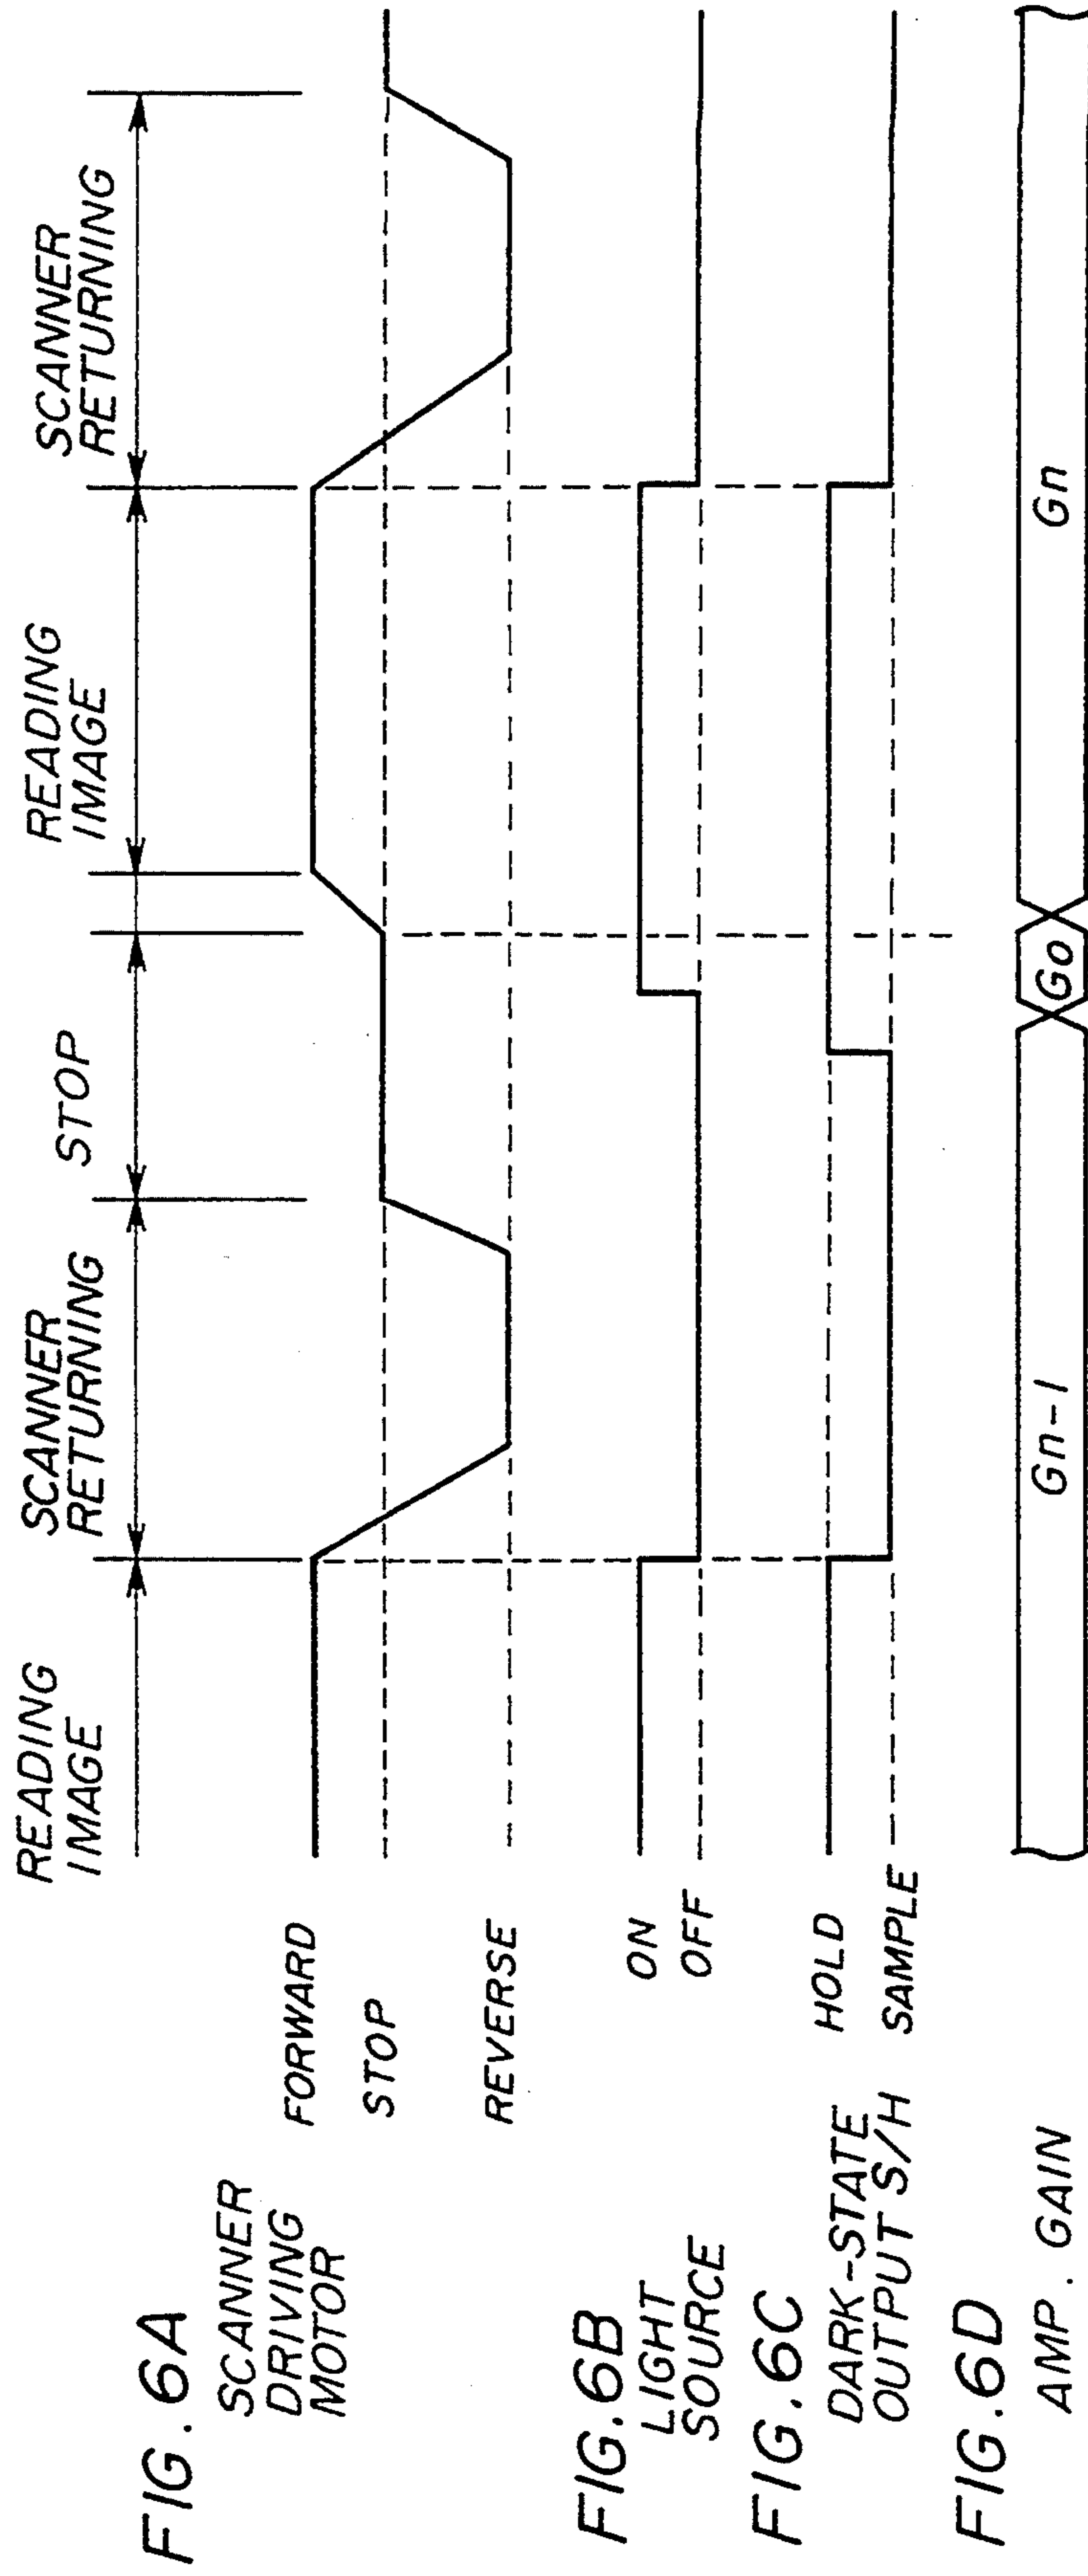 READING
IMAGE
SCANNER
RETURNING
STOP
READING
IMAGE
SCANNER
RETURNING
FIG. 6A
SCANNER
DRIVING
MOTOR
FORWARD
STOP
REVERSE
FIG. 6B
LIGHT
SOURCE
ON
OFF
FIG. 6C
DARK-STATE
OUTPUT S/H
HOLD
SAMPLE
FIG. 6D
AMP. GAIN
Gn-1
Go
Gn